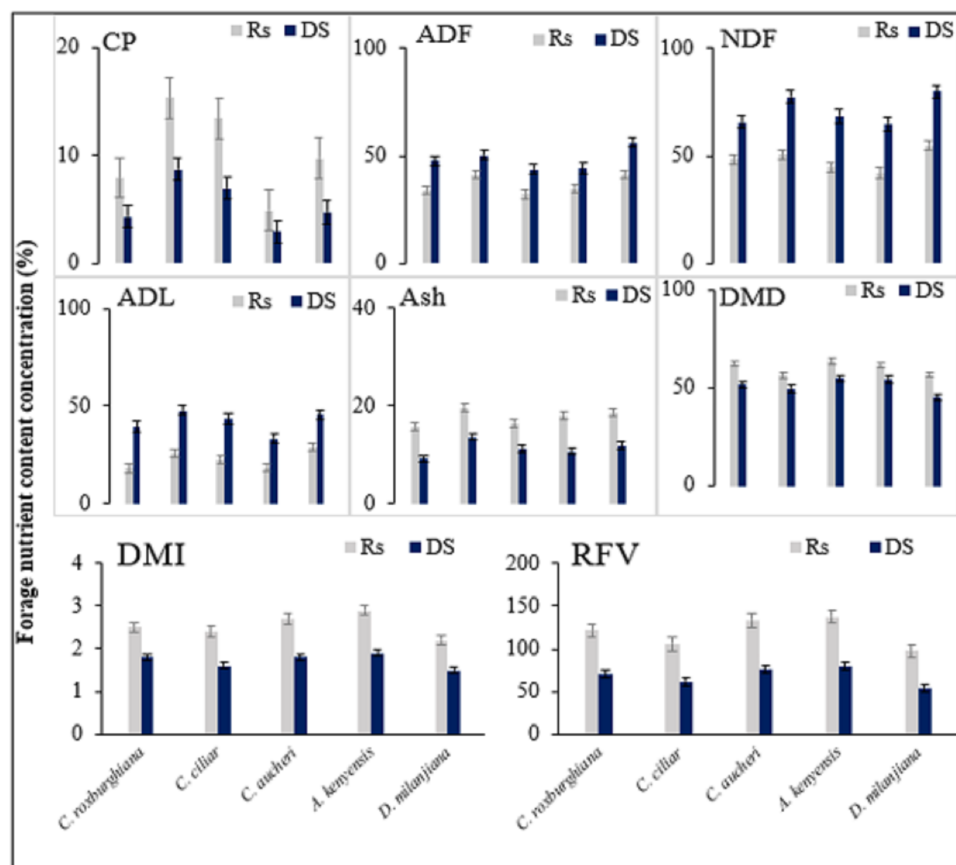 Forage nutrient content concentration (%)
CP
Rs DS
20
10
0
ADF
Rs DS
100
50
0
NDF
Rs DS
100
50
0
ADL
Rs DS
100
50
0
Ash
Rs DS
40
20
0
DMD
Rs DS
100
50
0
DMI
Rs DS
4
3
2
1
0
C. roxburghiana
C. ciliar
C. aucheri
A. kenyensis
D. milanjiana
RFV
Rs DS
200
150
100
50
0
C. roxburghiana
C. ciliar
C. aucheri
A. kenyensis
D. milanjiana